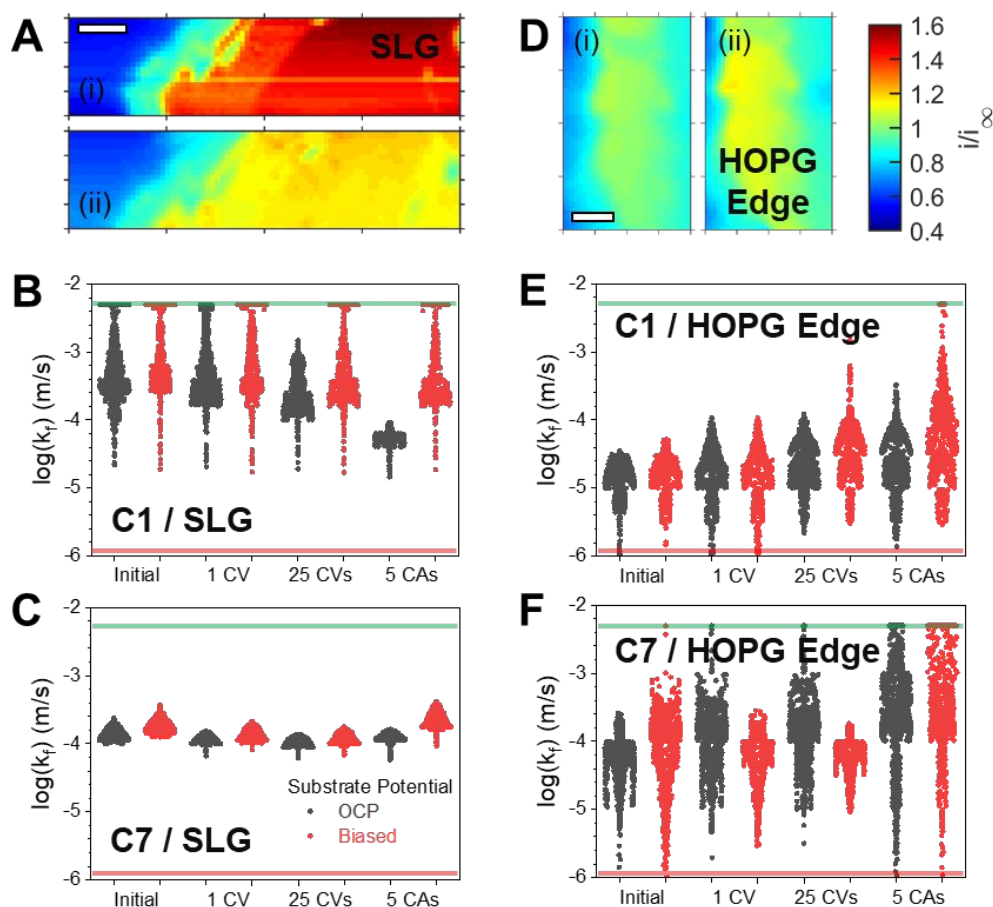 A
SLG
(i)
(ii)
D
(i)
(ii)
HOPG
Edge
1.6
1.4
1.2
1
0.8
0.6
0.4
i/i∞
B
-2
-3
-4
-5
-6
log(kf) (m/s)
C1 / SLG
Initial
1 CV
25 CVs
5 CAs
E
-2
-3
-4
-5
-6
log(kf) (m/s)
C1 / HOPG Edge
Initial
1 CV
25 CVs
5 CAs
C
-2
-3
-4
-5
-6
log(kf) (m/s)
Substrate Potential
OCP
Biased
C7 / SLG
Initial
1 CV
25 CVs
5 CAs
F
-2
-3
-4
-5
-6
log(kf) (m/s)
C7 / HOPG Edge
Initial
1 CV
25 CVs
5 CAs